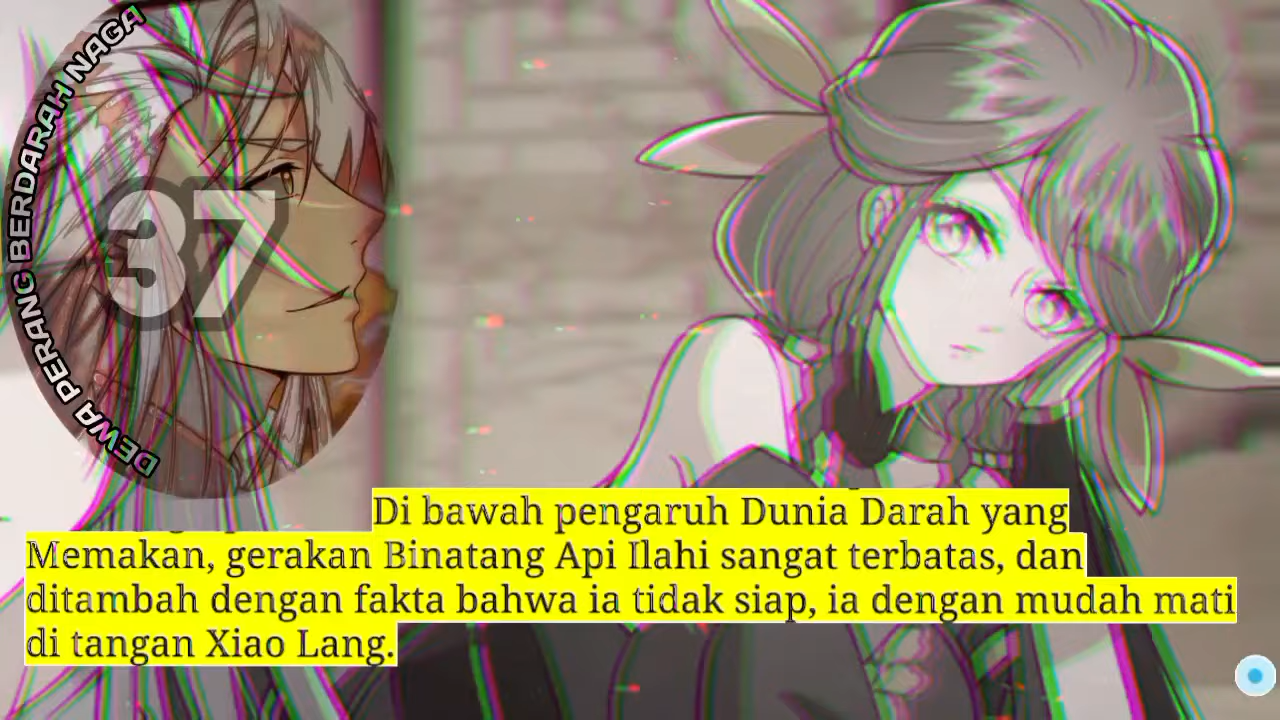 DEWA PERANG BERDARAH NAGA
37
Di bawah pengaruh Dunia Darah yang
Memakan, gerakan Binatang Api Ilahi sangat terbatas, dan
ditambah dengan fakta bahwa ia tidak siap, ia dengan mudah mati
di tangan Xiao Lang.